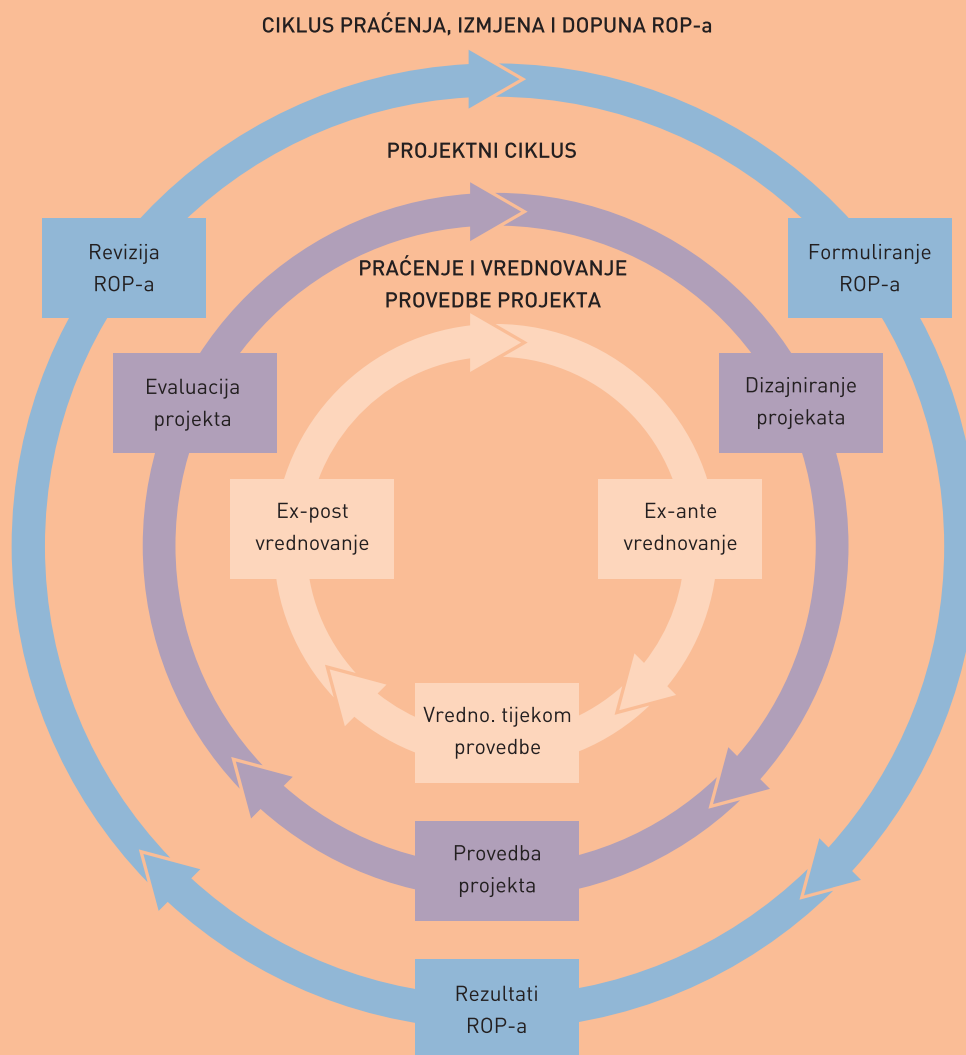 CIKLUS PRAĆENJA, IZMJENA I DOPUNA ROP-a
PROJEKTNI CIKLUS
Revizija
ROP-a
Formuliranje
ROP-a
PRAĆENJE I VREDNOVANJE
PROVEDBE PROJEKTA
Evaluacija
projekta
Dizajniranje
projekata
Ex-post
vrednovanje
Ex-ante
vrednovanje
Vredno. tijekom
provedbe
Provedba
projekta
Rezultati
ROP-a